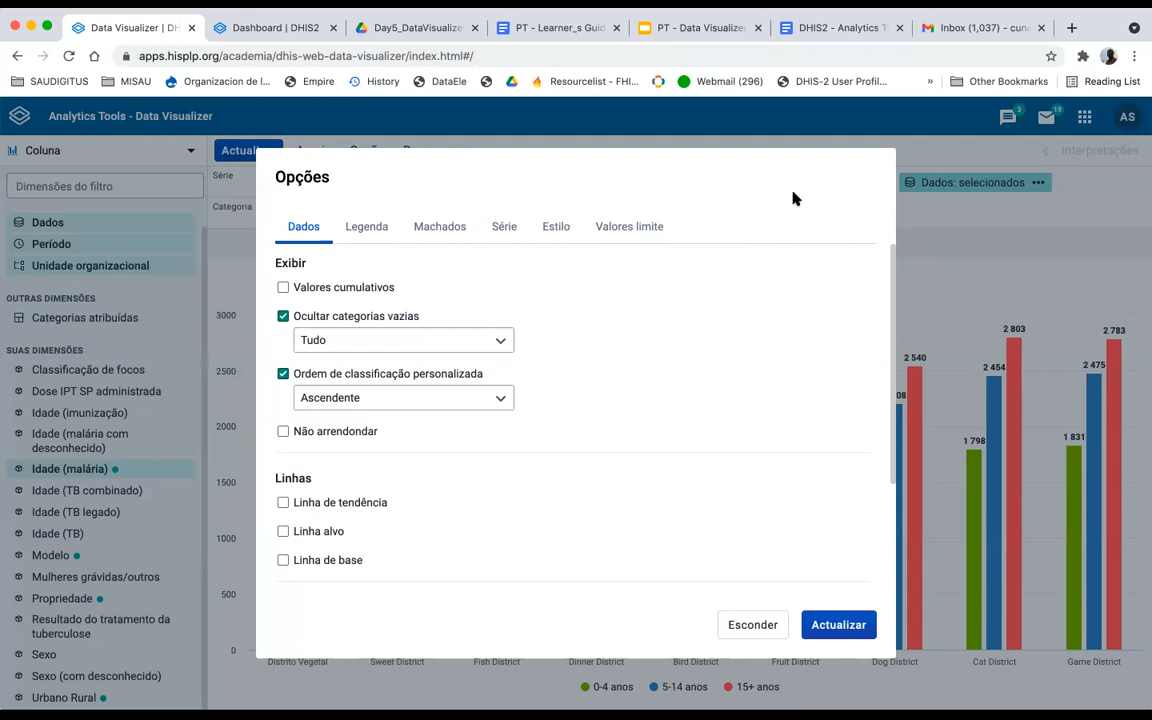 Data Visualizer | DH
Dashboard | DHIS2
Day5_DataVisualize
PT - Learner_s Guid
PT - Data Visualize
DHIS2 - Analytics T
Inbox (1,037) - cuna
apps.hisplp.org/academia/dhis-web-data-visualizer/index.html#/
SAUDIGITUS
MISAU
Organizacion de l...
Empire
History
DataEle
Resourcelist - FHI...
Webmail (296)
DHIS-2 User Profil...
»
Other Bookmarks
Reading List
Analytics Tools - Data Visualizer
3
19
AS
Coluna
Actuali
Interpretações
Dimensões do filtro
Série
Dados: selecionados •••
Categoria
Dados
Período
Unidade organizacional
OUTRAS DIMENSÕES
Categorias atribuídas
SUAS DIMENSÕES
Classificação de focos
Dose IPT SP administrada
Idade (imunização)
Idade (malária com
desconhecido)
Idade (malária)
Idade (TB combinado)
Idade (TB legado)
Idade (TB)
Modelo
Mulheres grávidas/outros
Propriedade
Resultado do tratamento da
tuberculose
Sexo
Sexo (com desconhecido)
Urbano Rural
Opções
Dados
Legenda
Machados
Série
Estilo
Valores limite
Exibir
Valores cumulativos
Ocultar categorias vazias
Tudo
Ordem de classificação personalizada
Ascendente
Não arrendondar
Linhas
Linha de tendência
Linha alvo
Linha de base
Esconder
Actualizar
3000
2500
2000
1500
1000
500
0
2 540
08
1 798
2 454
2 803
1 831
2 475
2 783
Distrito Vegetal
Sweet District
Fish District
Dinner District
Bird District
Fruit District
Dog District
Cat District
Game District
0-4 anos
5-14 anos
15+ anos